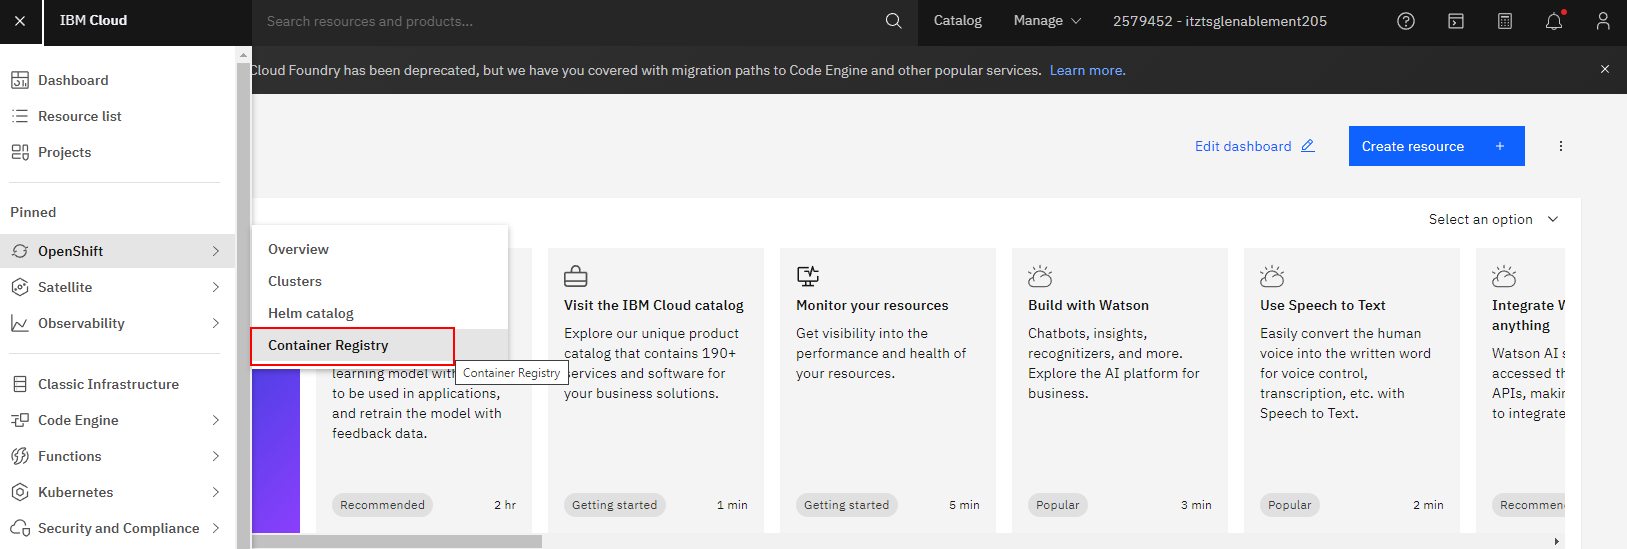 IBM Cloud
Search resources and products...
Catalog
Manage
2579452 - itztsglenablement205
Cloud Foundry has been deprecated, but we have you covered with migration paths to Code Engine and other popular services. Learn more.
Dashboard
Resource list
Projects
Pinned
OpenShift
Satellite
Observability
Classic Infrastructure
Code Engine
Functions
Kubernetes
Security and Compliance
Overview
Clusters
Helm catalog
Container Registry
Container Registry
Edit dashboard
Create resource
Select an option
learning model with
to be used in applications,
and retrain the model with
feedback data.
Recommended
2 hr
Visit the IBM Cloud catalog
Explore our unique product
catalog that contains 190+
services and software for
your business solutions.
Getting started
1 min
Monitor your resources
Get visibility into the
performance and health of
your resources.
Getting started
5 min
Build with Watson
Chatbots, insights,
recognitizers, and more.
Explore the AI platform for
business.
Popular
3 min
Use Speech to Text
Easily convert the human
voice into the written word
for voice control,
transcription, etc. with
Speech to Text.
Popular
2 min
Integrate W
anything
Watson AI s
accessed th
APIs, makin
to integrate
Recommen